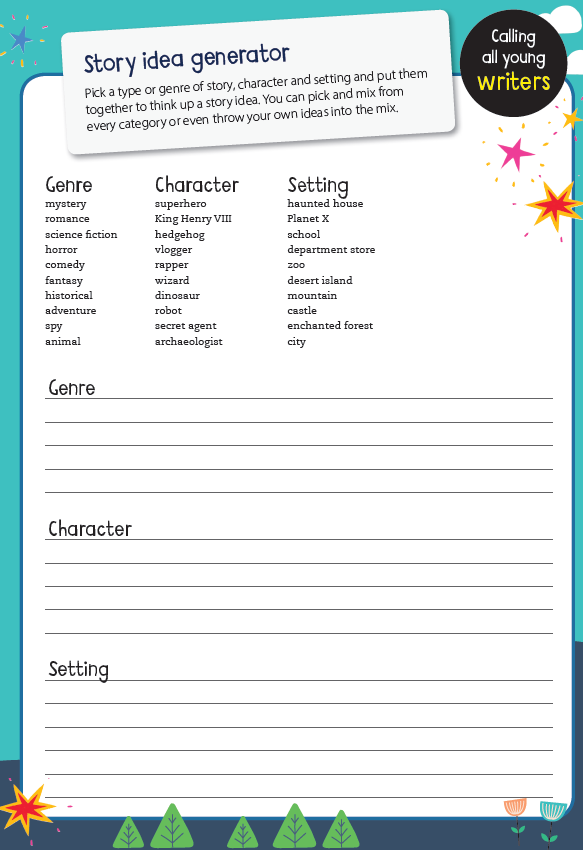 Story idea generator
Pick a type or genre of story, character and setting and put them
together to think up a story idea. You can pick and mix from
every category or even throw your own ideas into the mix.
Calling
all young
writers
Genre Character Setting
mystery superhero haunted house
romance King Henry VIII Planet X
science fiction hedgehog school
horror vlogger department store
comedy rapper zoo
fantasy wizard desert island
historical dinosaur mountain
adventure robot castle
spy secret agent enchanted forest
animal archaeologist city
Genre
Character
Setting